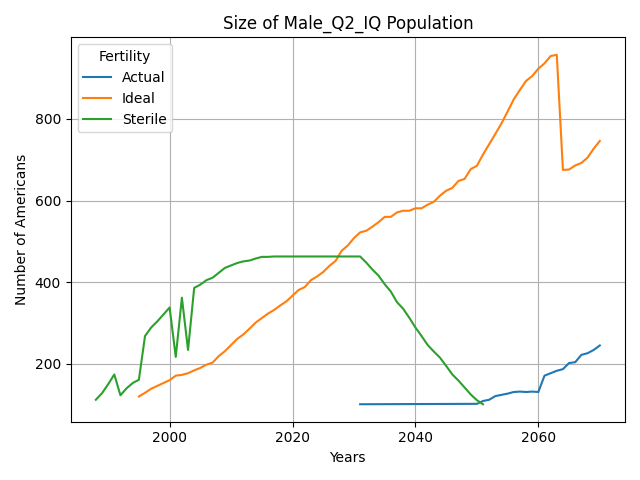 Size of Male_Q2_IQ Population
Fertility
Actual
Ideal
Sterile
Number of Americans
800
600
400
200
2000
2020
2040
2060
Years